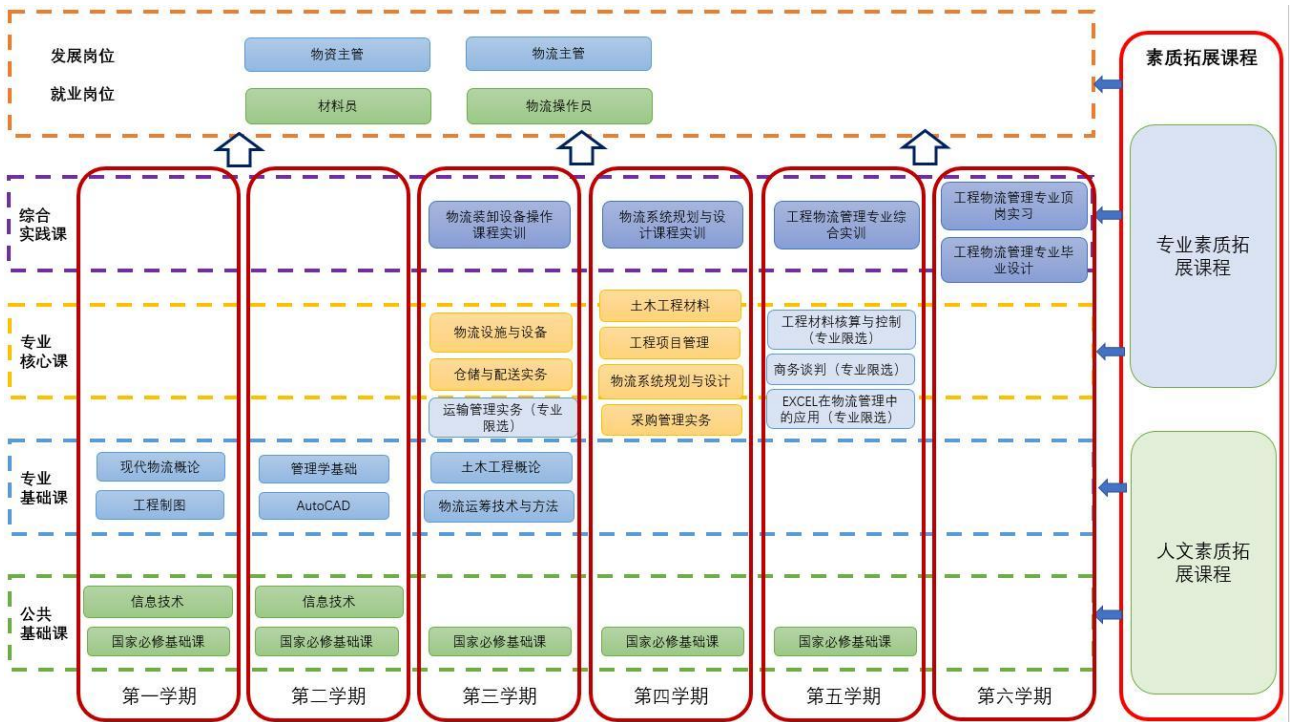 发展岗位
物资主管
物流主管
就业岗位
材料员
物流操作员
素质拓展课程
专业素质拓
展课程
人文素质拓
展课程
综合
实践课
物流装卸设备操作
课程实训
物流系统规划与设
计课程实训
工程物流管理专业综
合实训
工程物流管理专业顶
岗实习
工程物流管理专业毕
业设计
专业
核心课
物流设施与设备
仓储与配送实务
运输管理实务（专业
限选）
土木工程材料
工程项目管理
物流系统规划与设计
采购管理实务
工程材料核算与控制
（专业限选）
商务谈判（专业限选）
EXCEL在物流管理中
的应用（专业限选）
专业
基础课
现代物流概论
工程制图
管理学基础
AutoCAD
土木工程概论
物流运筹技术与方法
公共
基础课
信息技术
信息技术
国家必修基础课
国家必修基础课
国家必修基础课
国家必修基础课
国家必修基础课
第一学期
第二学期
第三学期
第四学期
第五学期
第六学期